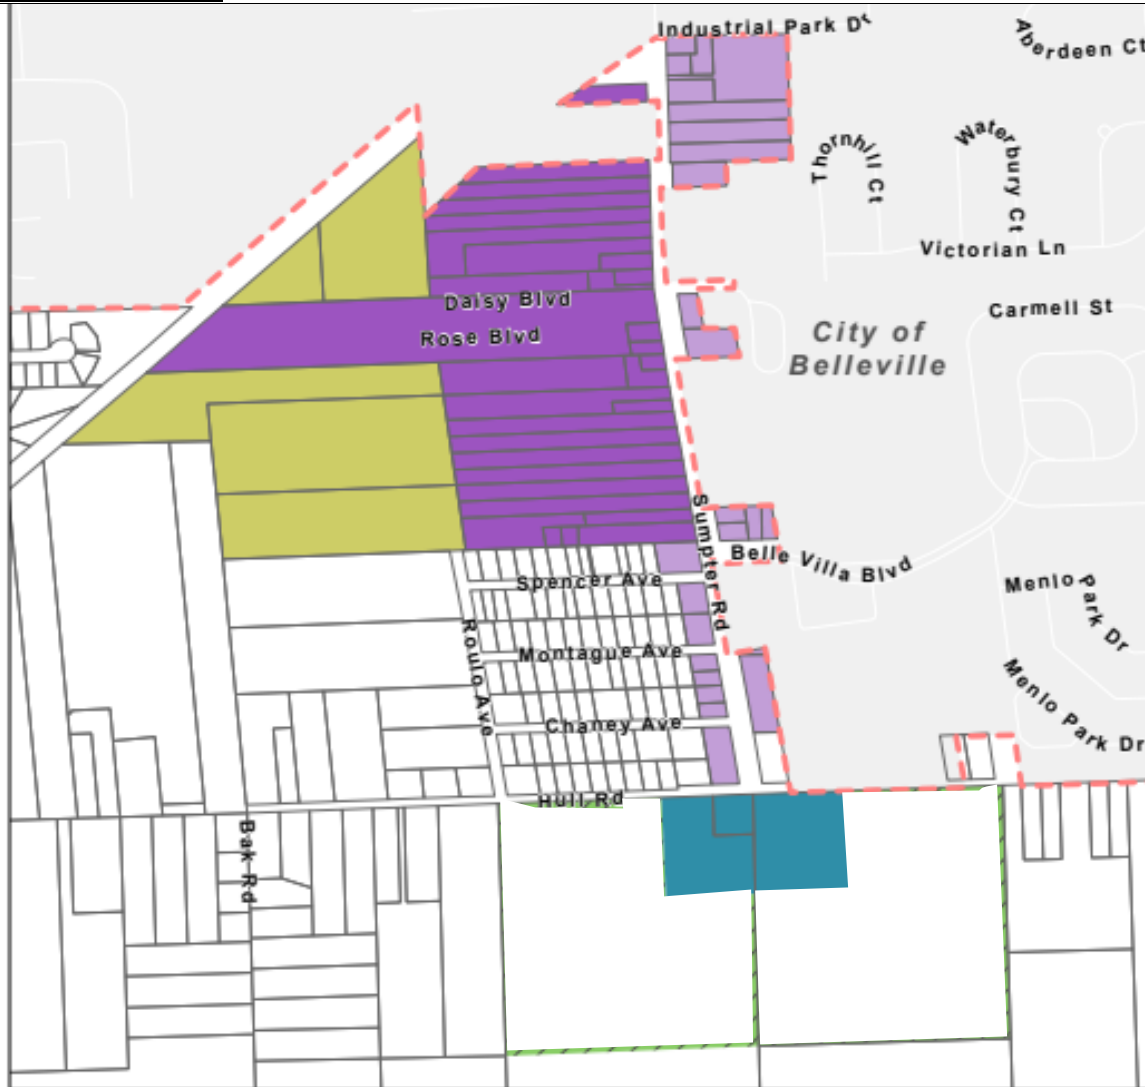 Industrial Park Dr
Aberdeen Ct
Thornhill Ct
Waterbury Ct
Victorian Ln
Daisy Blvd
Carmell St
Rose Blvd
City of
Belleville
Sumpter Rd
Belle Villa Blvd
Spencer Ave
Menlo Park Dr
Roulo Ave
Montague Ave
Menlo Park Dr
Chaney Ave
Hull Rd
Bak Rd